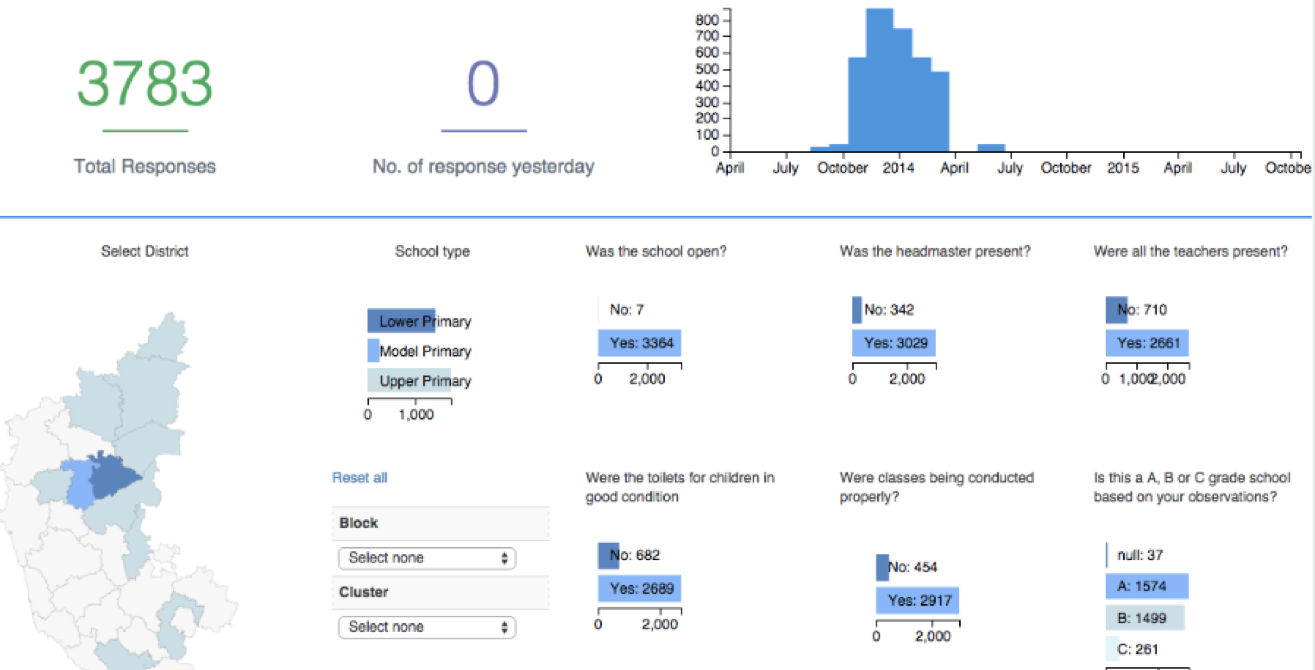 3783
Total Responses
0
No. of response yesterday
800
700
600
500
400
300
200
100
0
April July October 2014 April July October 2015 April July Octobe
Select District
School type
Lower Primary
Model Primary
Upper Primary
0 1,000
Was the school open?
No: 7
Yes: 3364
0 2,000
Was the headmaster present?
No: 342
Yes: 3029
0 2,000
Were all the teachers present?
No: 710
Yes: 2661
0 1,000 2,000
Reset all
Block
Select none
Cluster
Select none
Were the toilets for children in
good condition
No: 682
Yes: 2689
0 2,000
Were classes being conducted
properly?
No: 454
Yes: 2917
0 2,000
Is this a A, B or C grade school
based on your observations?
null: 37
A: 1574
B: 1499
C: 261